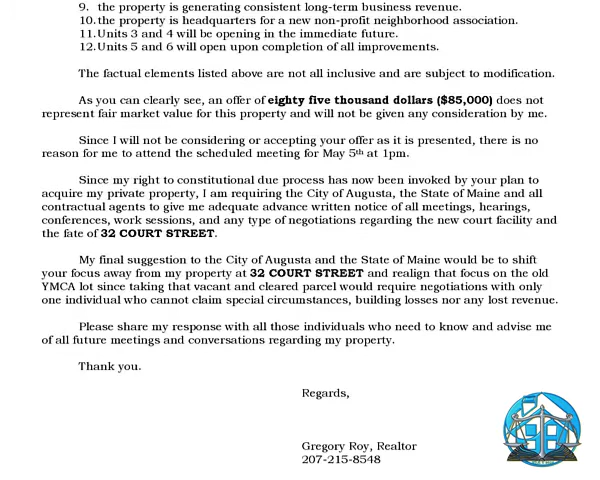 9. the property is generating consistent long-term business revenue.
10. the property is headquarters for a new non-profit neighborhood association.
11. Units 3 and 4 will be opening in the immediate future.
12. Units 5 and 6 will open upon completion of all improvements.
The factual elements listed above are not all inclusive and are subject to modification.
As you can clearly see, an offer of eighty five thousand dollars ($85,000) does not
represent fair market value for this property and will not be given any consideration by me.
Since I will not be considering or accepting your offer as it is presented, there is no
reason for me to attend the scheduled meeting for May 5th at 1pm.
Since my right to constitutional due process has now been invoked by your plan to
acquire my private property, I am requiring the City of Augusta, the State of Maine and all
contractual agents to give me adequate advance written notice of all meetings, hearings,
conferences, work sessions, and any type of negotiations regarding the new court facility and
the fate of 32 COURT STREET.
My final suggestion to the City of Augusta and the State of Maine would be to shift
your focus away from my property at 32 COURT STREET and realign that focus on the old
YMCA lot since taking that vacant and cleared parcel would require negotiations with only
one individual who cannot claim special circumstances, building losses nor any lost revenue.
Please share my response with all those individuals who need to know and advise me
of all future meetings and conversations regarding my property.
Thank you.
Regards,
Gregory Roy, Realtor
207-215-8548